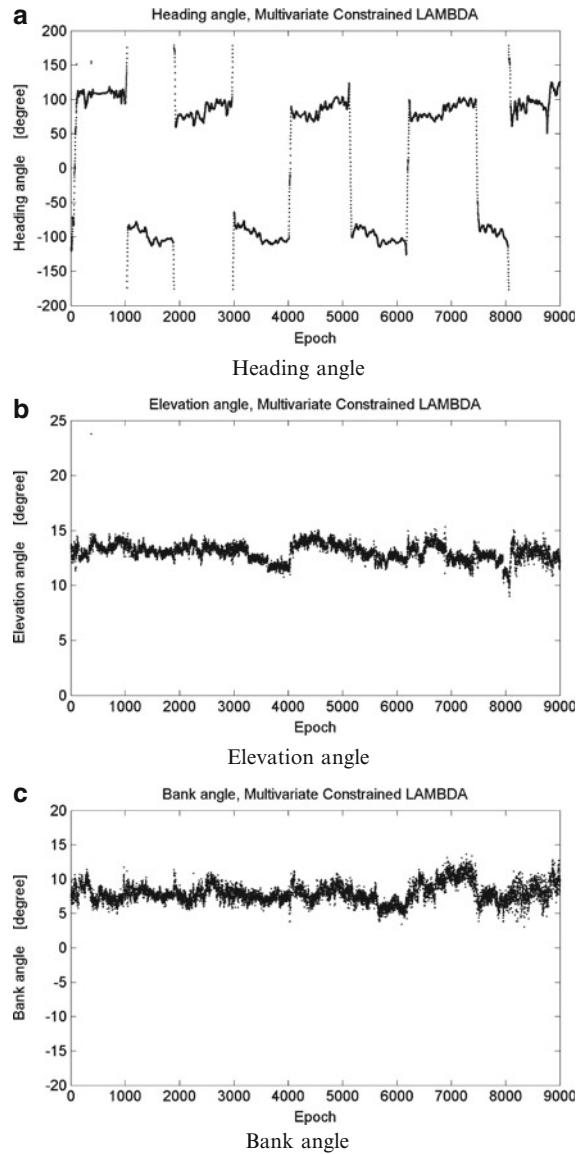 a
Heading angle, Multivariate Constrained LAMBDA
200
150
100
50
0
-50
-100
-150
-200
Heading angle [degree]
0 1000 2000 3000 4000 5000 6000 7000 8000 9000
Epoch
Heading angle
b
Elevation angle, Multivariate Constrained LAMBDA
25
20
15
10
5
0
Elevation angle [degree]
0 1000 2000 3000 4000 5000 6000 7000 8000 9000
Epoch
Elevation angle
c
Bank angle, Multivariate Constrained LAMBDA
20
15
10
5
0
-5
-10
-15
-20
Bank angle [degree]
0 1000 2000 3000 4000 5000 6000 7000 8000 9000
Epoch
Bank angle